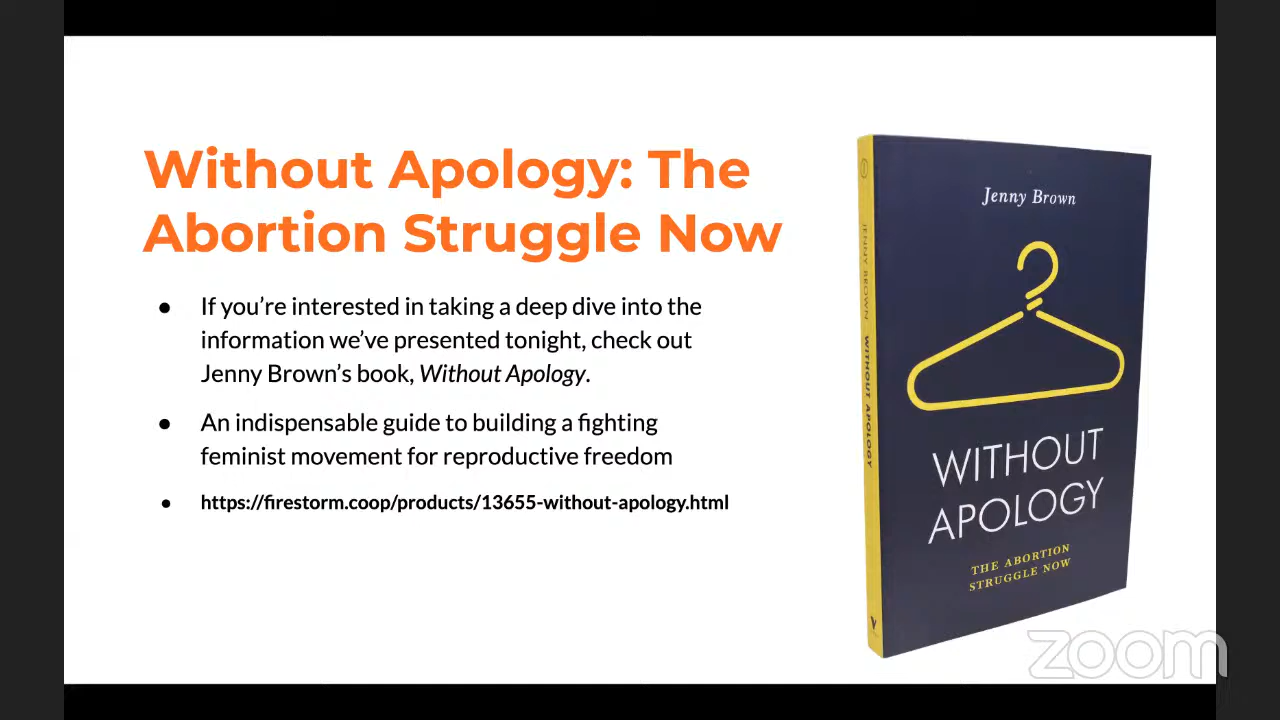 Without Apology: The
Abortion Struggle Now
● If you’re interested in taking a deep dive into the
information we’ve presented tonight, check out
Jenny Brown’s book, Without Apology.
● An indispensable guide to building a fighting
feminist movement for reproductive freedom
● https://firestorm.coop/products/13655-without-apology.html
Jenny Brown
WITHOUT
APOLOGY
THE ABORTION
STRUGGLE NOW
JENNY BROWN WITHOUT APOLOGY
V
zoom